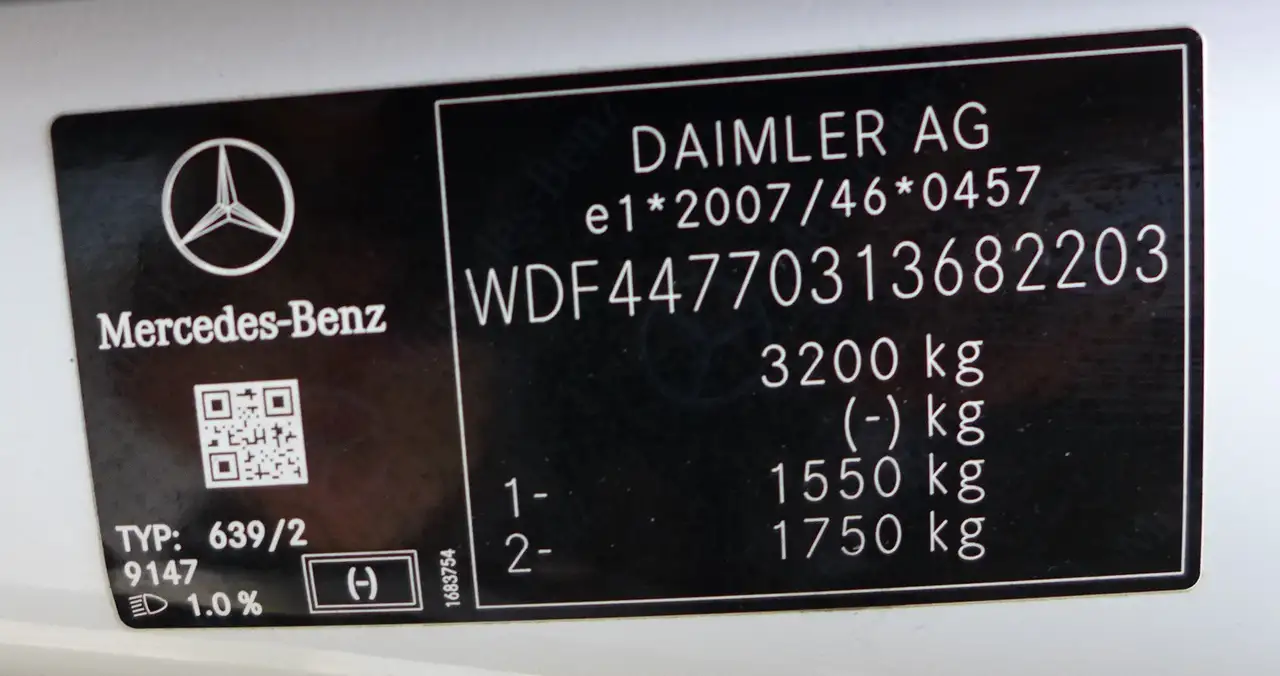 Mercedes-Benz
TYP: 639/2
9147
1.0 %
(-)
1683754
DAIMLER AG
e1*2007/46*0457
WDF44770313682203
3200 kg
(-) kg
1- 1550 kg
2- 1750 kg